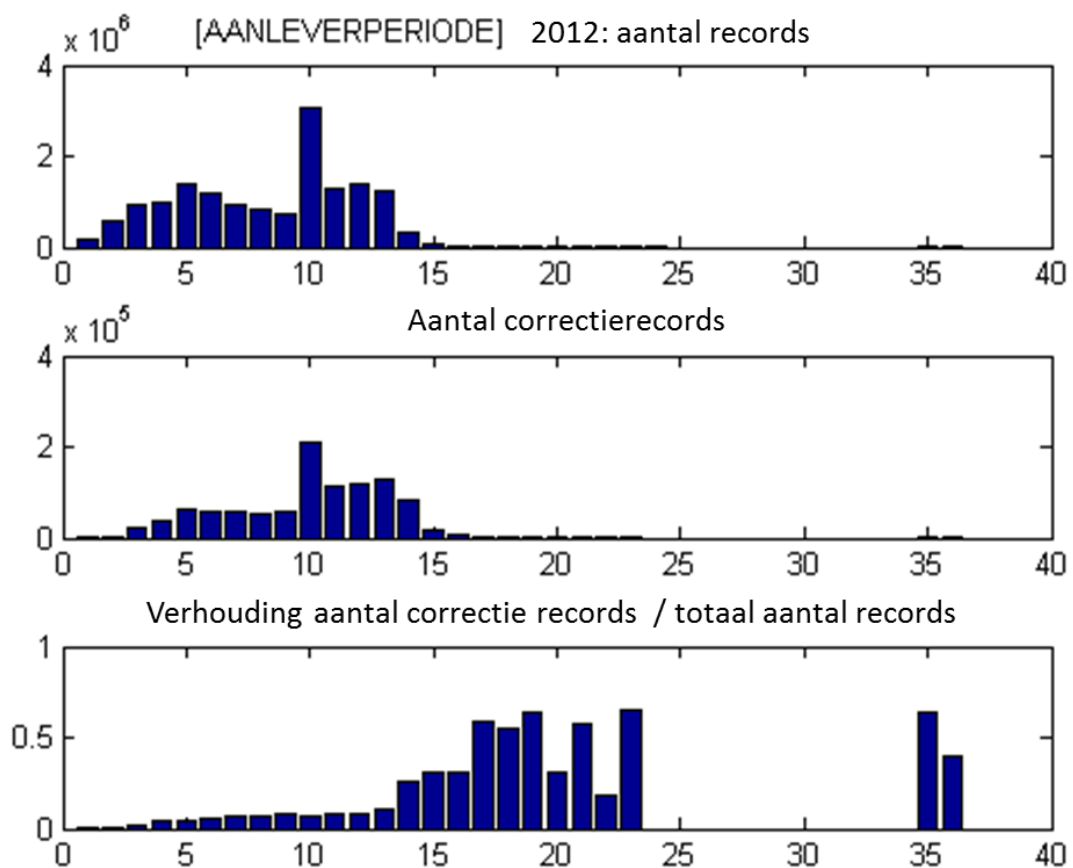 x 10^6 [AANLEVERPERIODE] 2012: aantal records
4
2
0
0 5 10 15 20 25 30 35 40
x 10^5 Aantal correctierecords
4
2
0
0 5 10 15 20 25 30 35 40
Verhouding aantal correctie records / totaal aantal records
1
0.5
0
0 5 10 15 20 25 30 35 40